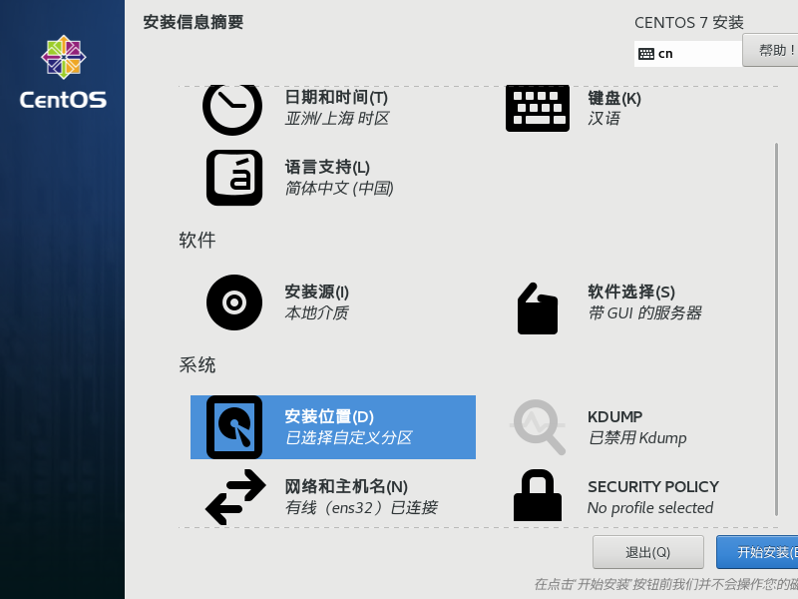 安装信息摘要
CENTOS 7 安装
cn
帮助！
CentOS
日期和时间(T)
亚洲/上海 时区
键盘(K)
汉语
语言支持(L)
简体中文 (中国)
软件
安装源(I)
本地介质
软件选择(S)
带 GUI 的服务器
系统
安装位置(D)
已选择自定义分区
KDUMP
已禁用 Kdump
网络和主机名(N)
有线（ens32）已连接
SECURITY POLICY
No profile selected
退出(Q)
开始安装(
在点击'开始安装'按钮前我们并不会操作您的